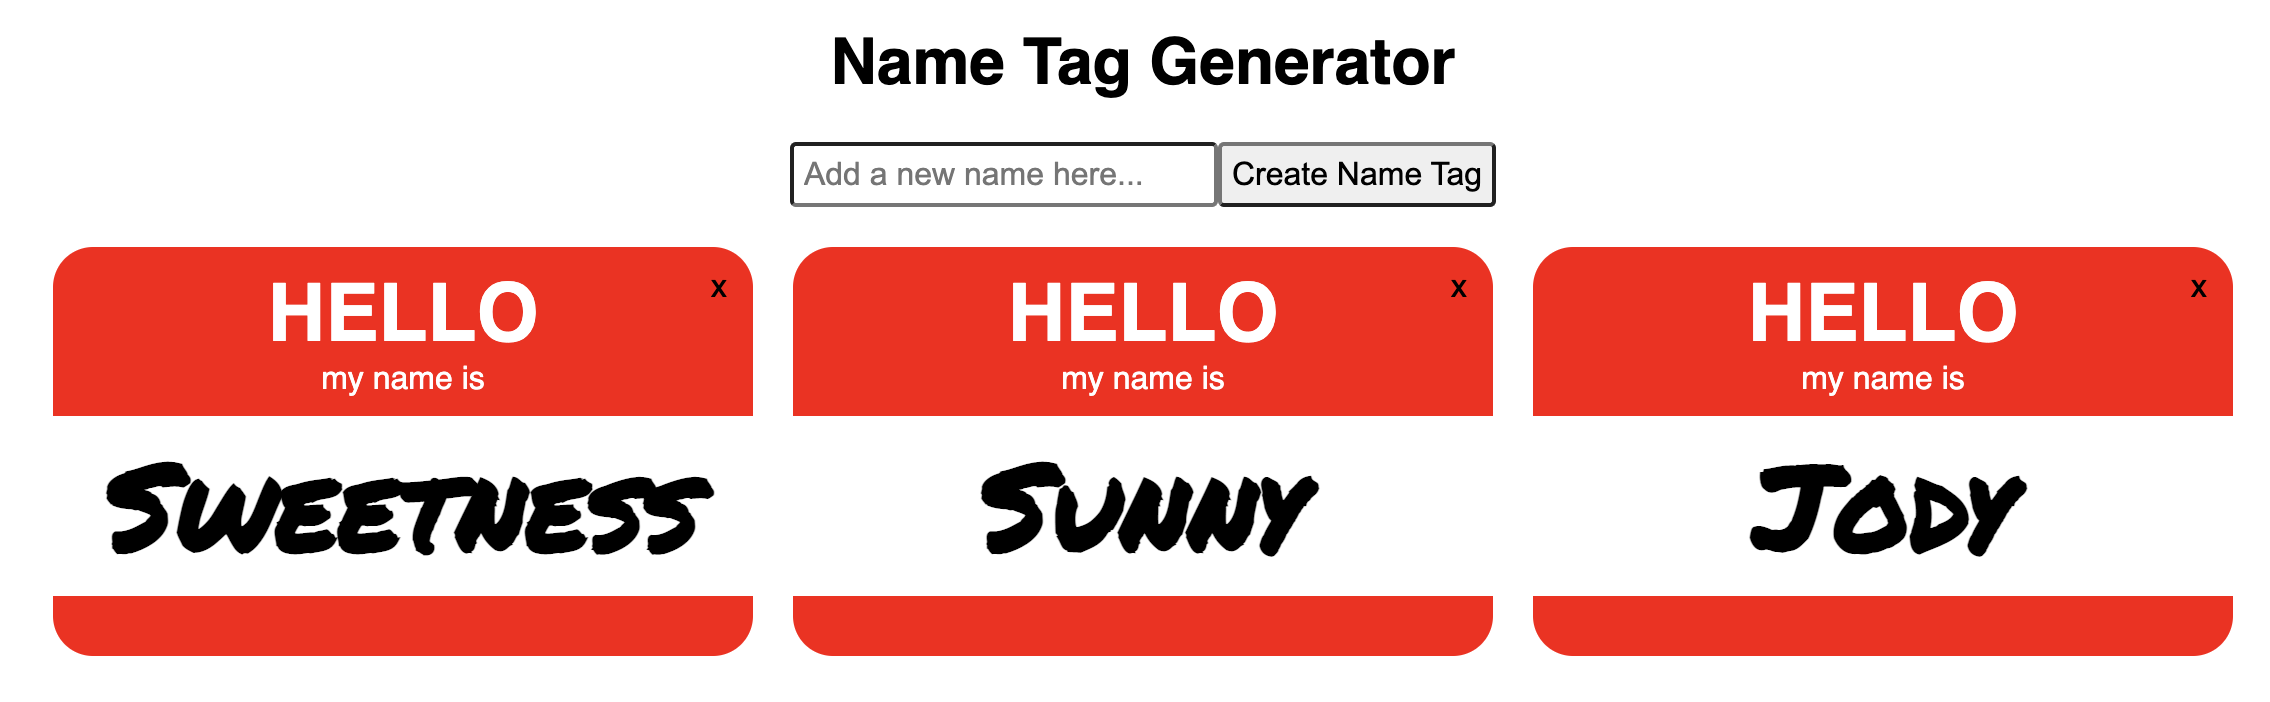 Name Tag Generator
Add a new name here... Create Name Tag
HELLO x HELLO x HELLO x
my name is my name is my name is
Sweetness Sunny Jody